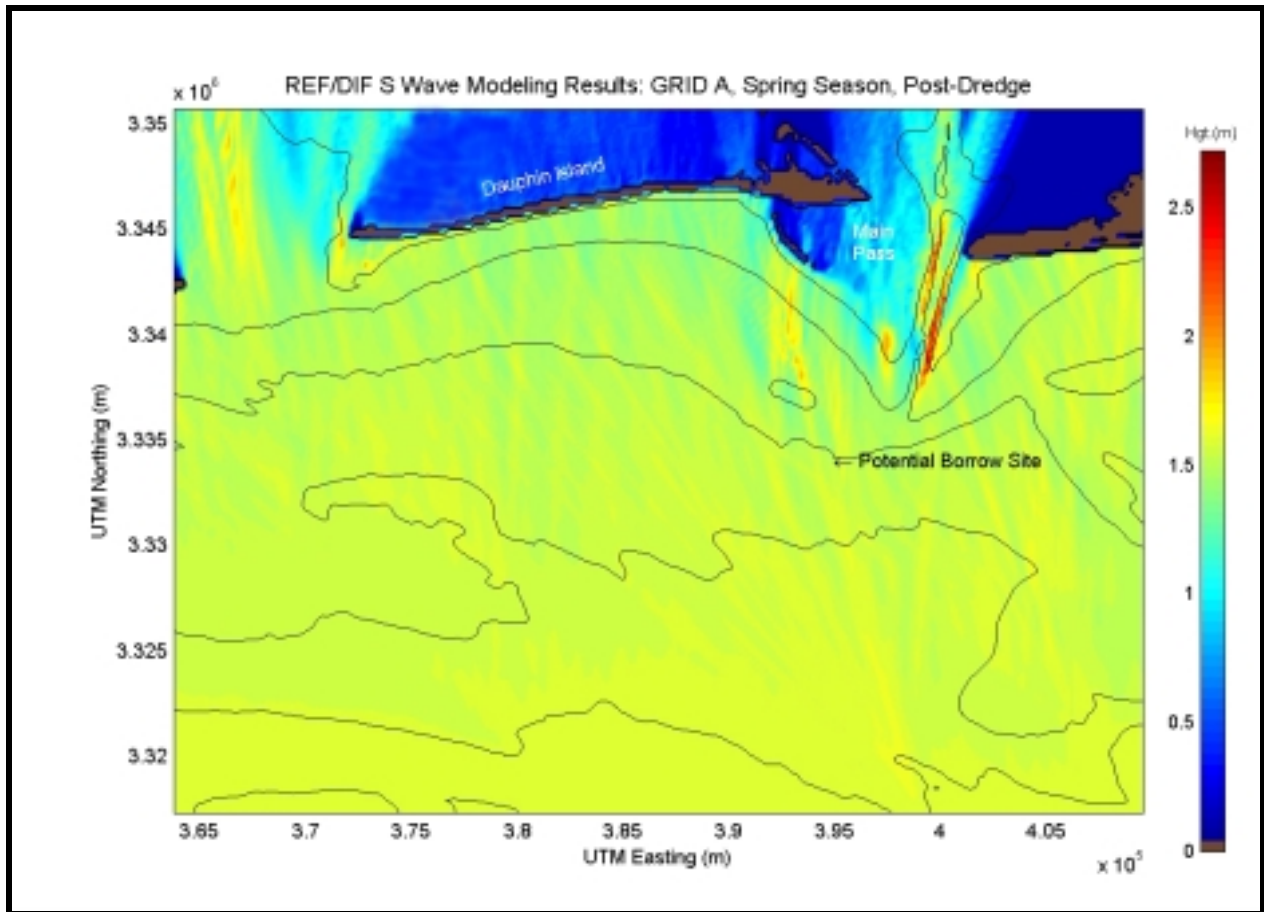 REF/DIF S Wave Modeling Results: GRID A, Spring Season, Post-Dredge
x 10⁶
Hgt.(m)
3.35
3.345
3.34
3.335
3.33
3.325
3.32
UTM Northing (m)
Dauphin Island
Main
Pass
← Potential Borrow Site
2.5
2
1.5
1
0.5
0
3.65
3.7
3.75
3.8
3.85
3.9
3.95
4
4.05
UTM Easting (m)
x 10⁵